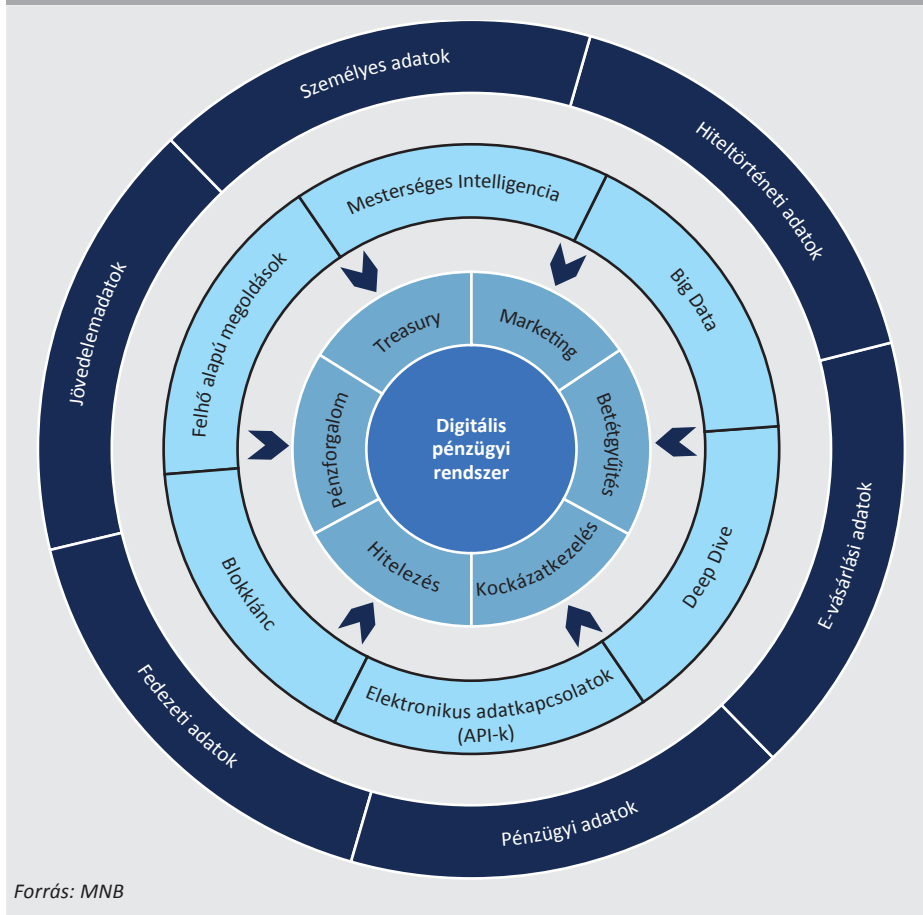 Személyes adatok
Hiteltörténeti adatok
E-vásárlási adatok
Pénzügyi adatok
Fedezeti adatok
Jövedelemadatok
Mesterséges Intelligencia
Big Data
Deep Dive
Elektronikus adatkapcsolatok
(API-k)
Blokklánc
Felhő alapú megoldások
Treasury
Marketing
Betétgyűjtés
Kockázatkezelés
Hitelezés
Pénzforgalom
Digitális
pénzügyi
rendszer
Forrás: MNB